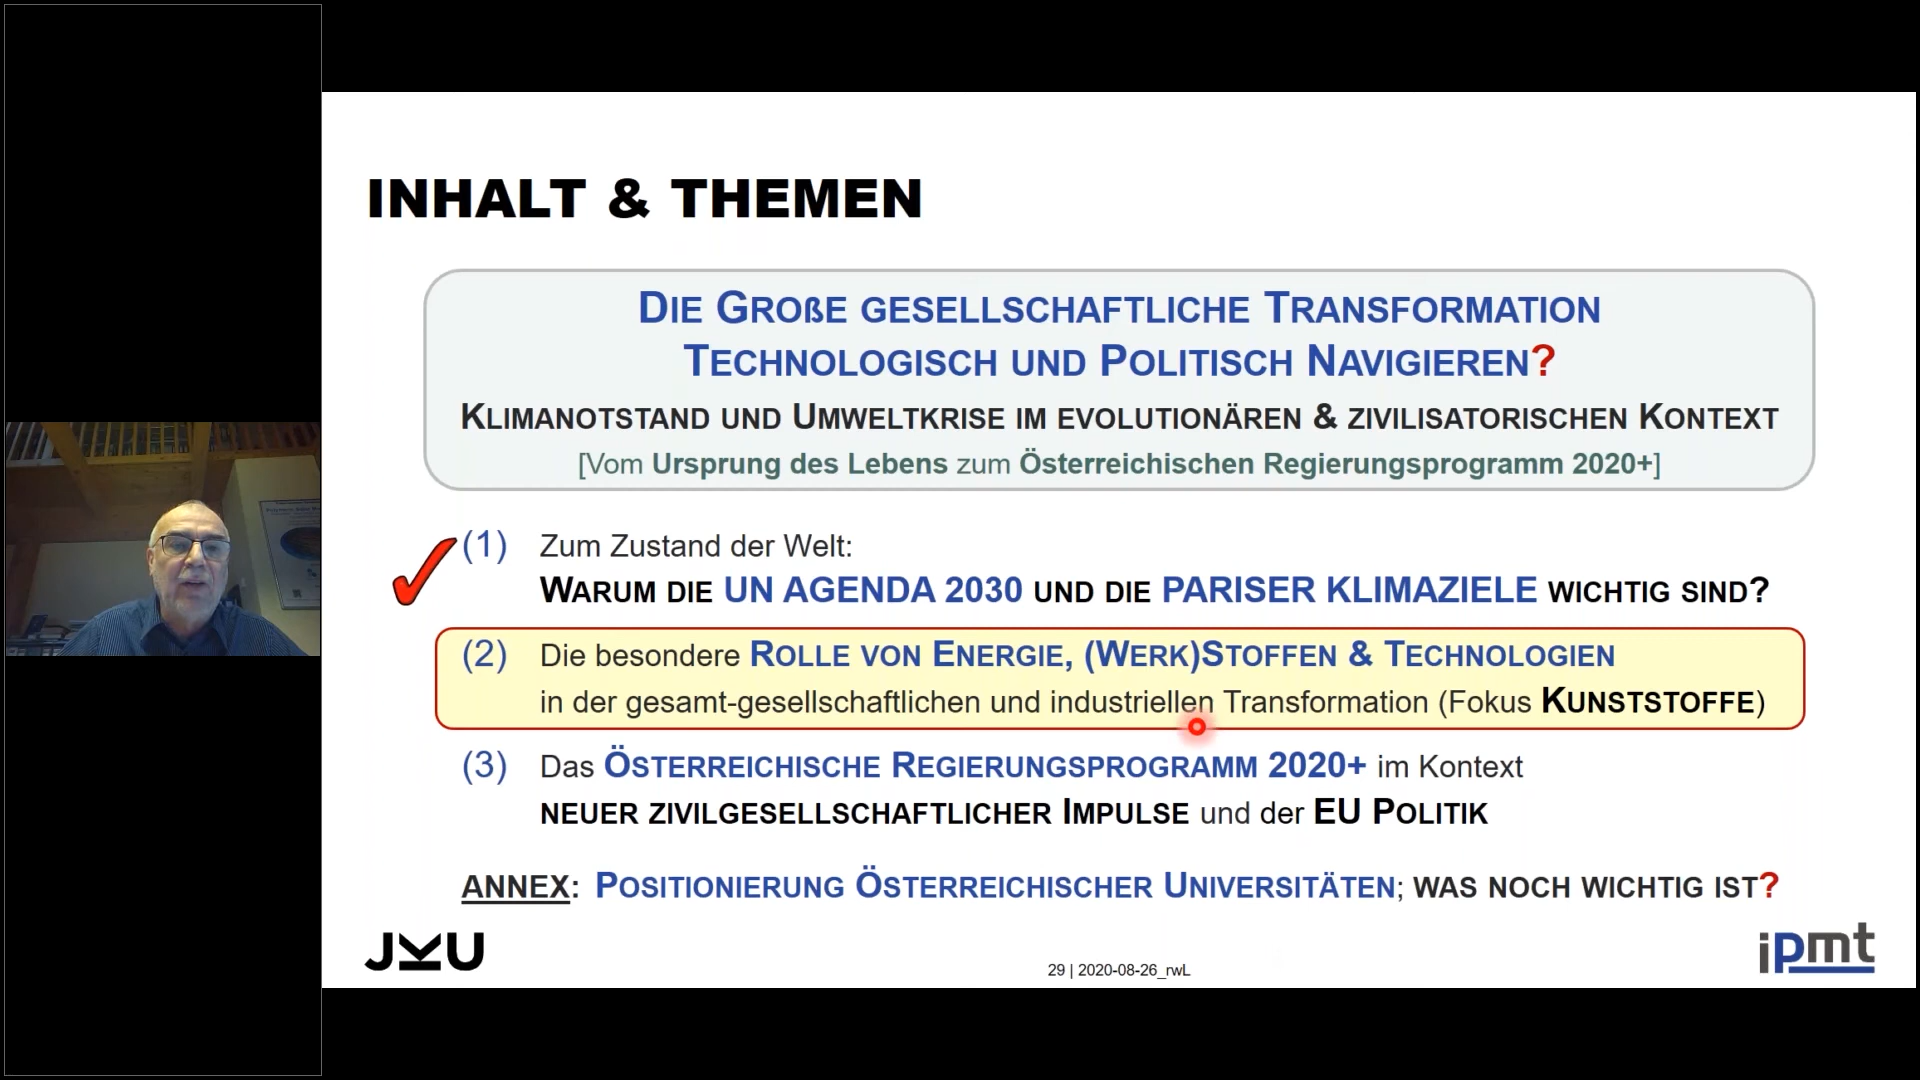 INHALT & THEMEN
DIE GROßE GESELLSCHAFTLICHE TRANSFORMATION
TECHNOLOGISCH UND POLITISCH NAVIGIEREN?
KLIMANOTSTAND UND UMWELTKRISE IM EVOLUTIONÄREN & ZIVILISATORISCHEN KONTEXT
[Vom Ursprung des Lebens zum Österreichischen Regierungsprogramm 2020+]
(1) Zum Zustand der Welt:
WARUM DIE UN AGENDA 2030 UND DIE PARISER KLIMAZIELE WICHTIG SIND?
(2) Die besondere ROLLE VON ENERGIE, (WERK)STOFFEN & TECHNOLOGIEN
in der gesamt-gesellschaftlichen und industriellen Transformation (Fokus KUNSTSTOFFE)
(3) Das ÖSTERREICHISCHE REGIERUNGSPROGRAMM 2020+ im Kontext
NEUER ZIVILGESELLSCHAFTLICHER IMPULSE und der EU POLITIK
ANNEX: POSITIONIERUNG ÖSTERREICHISCHER UNIVERSITÄTEN; WAS NOCH WICHTIG IST?
JKU
29 | 2020-08-26_rwL
ipmt